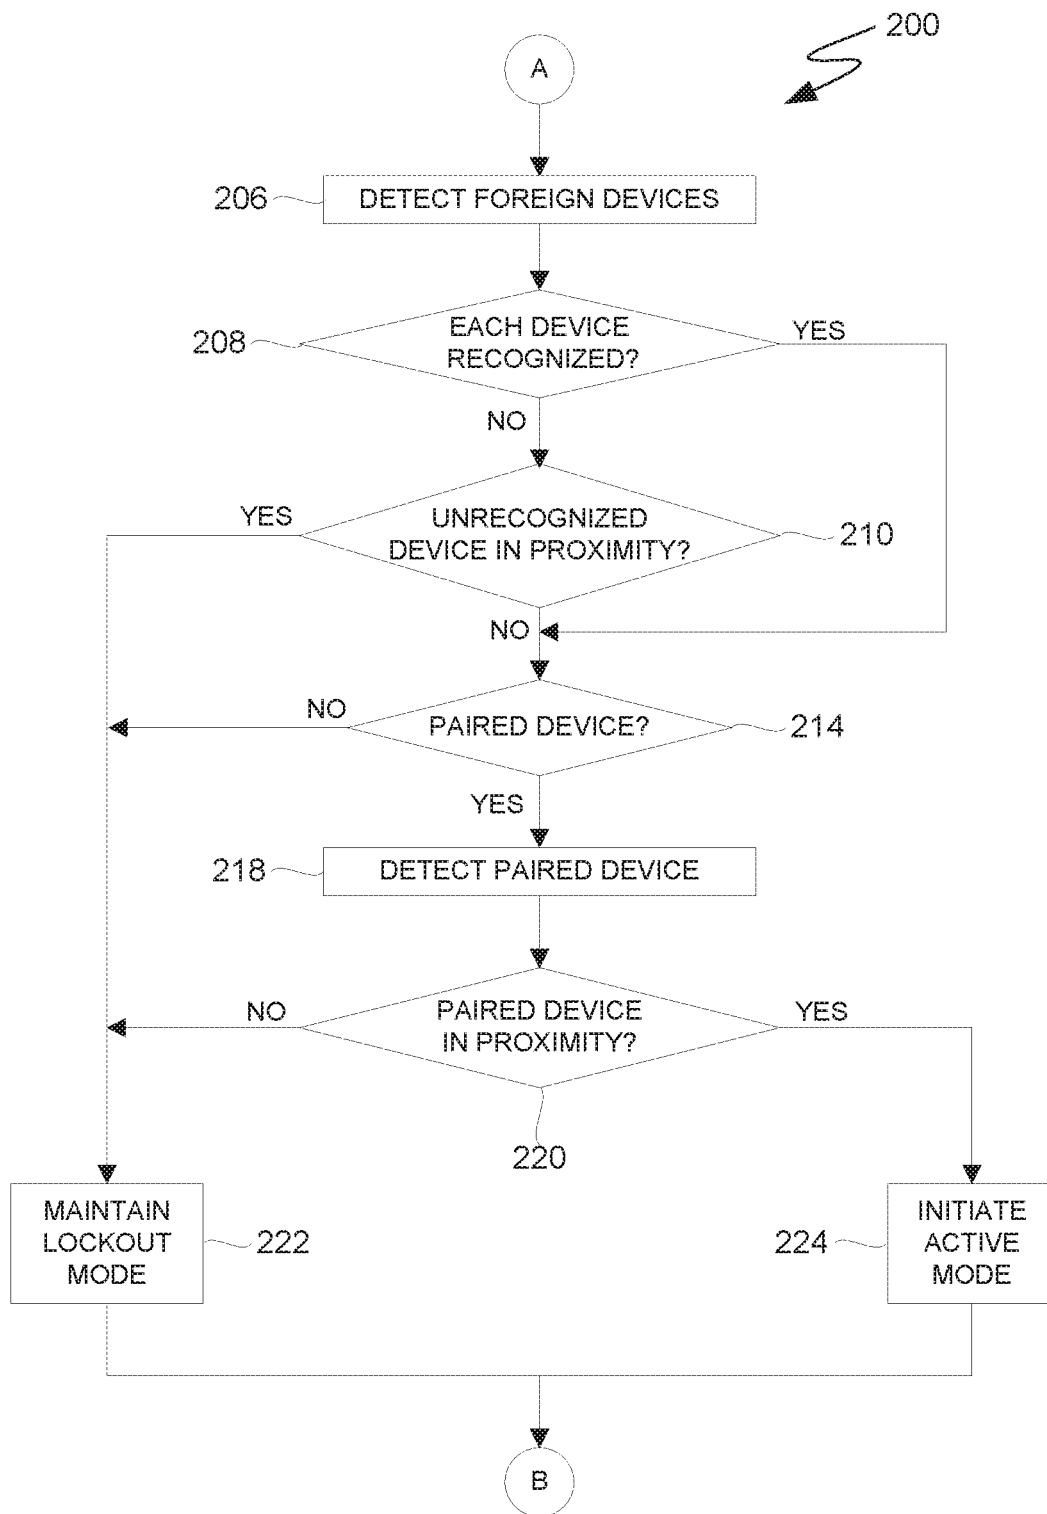 200
A
206
DETECT FOREIGN DEVICES
208
EACH DEVICE
RECOGNIZED?
YES
NO
YES
UNRECOGNIZED
DEVICE IN PROXIMITY?
210
NO
NO
PAIRED DEVICE?
214
YES
218
DETECT PAIRED DEVICE
NO
PAIRED DEVICE
IN PROXIMITY?
YES
220
MAINTAIN
LOCKOUT
MODE
222
224
INITIATE
ACTIVE
MODE
B